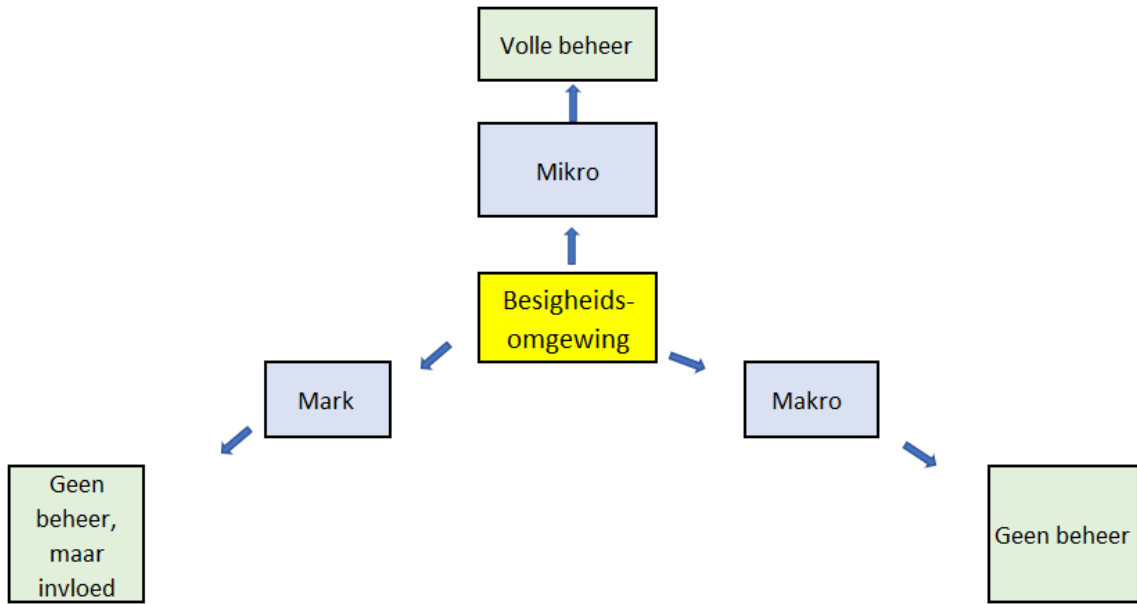 Volle beheer
Mikro
Besigheids-
omgewing
Mark
Makro
Geen
beheer,
maar
invloed
Geen beheer